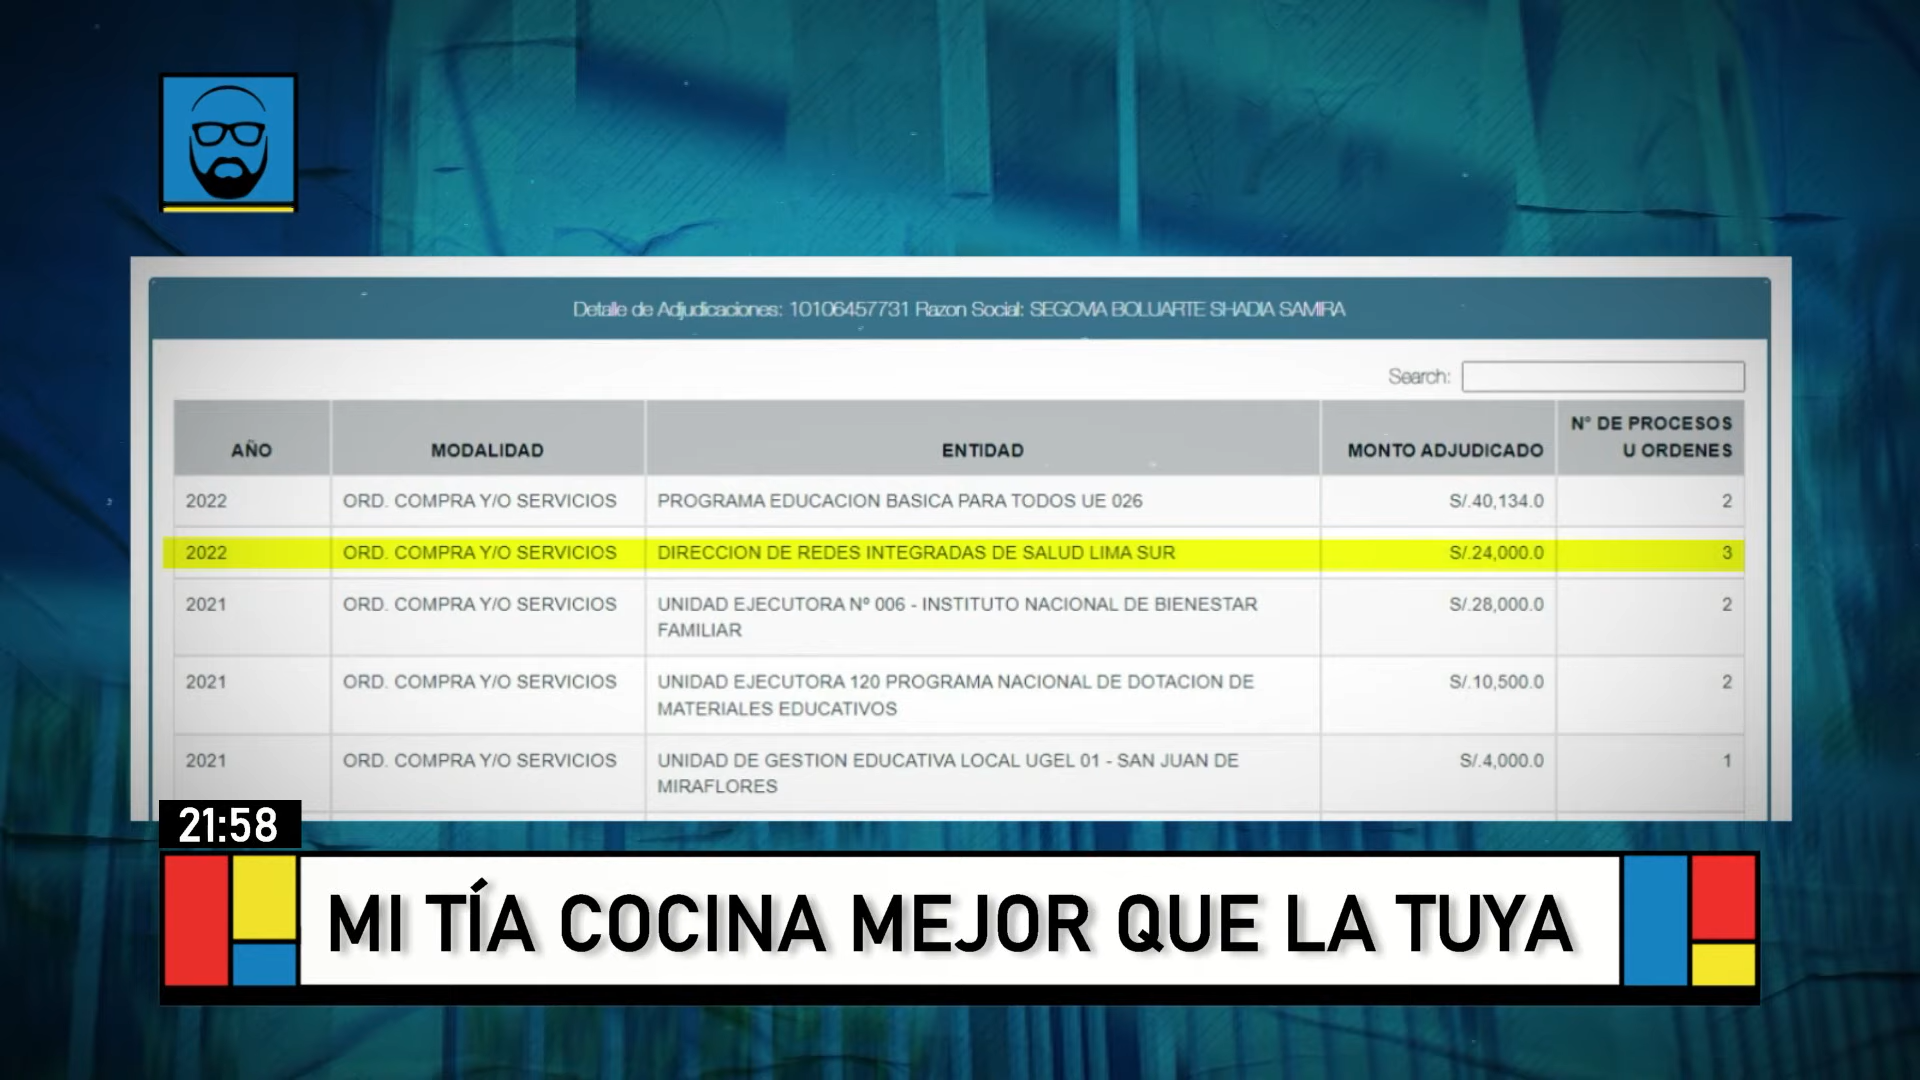 Detalle de Adjudicaciones: 10106457731 Razon Social: SEGOVIA BOLUARTE SHADIA SAMIRA
Search:
AÑO MODALIDAD ENTIDAD MONTO ADJUDICADO N° DE PROCESOS U ORDENES
2022 ORD. COMPRA Y/O SERVICIOS PROGRAMA EDUCACION BASICA PARA TODOS UE 026 S/.40,134.0 2
2022 ORD. COMPRA Y/O SERVICIOS DIRECCION DE REDES INTEGRADAS DE SALUD LIMA SUR S/.24,000.0 3
2021 ORD. COMPRA Y/O SERVICIOS UNIDAD EJECUTORA Nº 006 - INSTITUTO NACIONAL DE BIENESTAR FAMILIAR S/.28,000.0 2
2021 ORD. COMPRA Y/O SERVICIOS UNIDAD EJECUTORA 120 PROGRAMA NACIONAL DE DOTACION DE MATERIALES EDUCATIVOS S/.10,500.0 2
2021 ORD. COMPRA Y/O SERVICIOS UNIDAD DE GESTION EDUCATIVA LOCAL UGEL 01 - SAN JUAN DE MIRAFLORES S/.4,000.0 1
21:58
MI TÍA COCINA MEJOR QUE LA TUYA